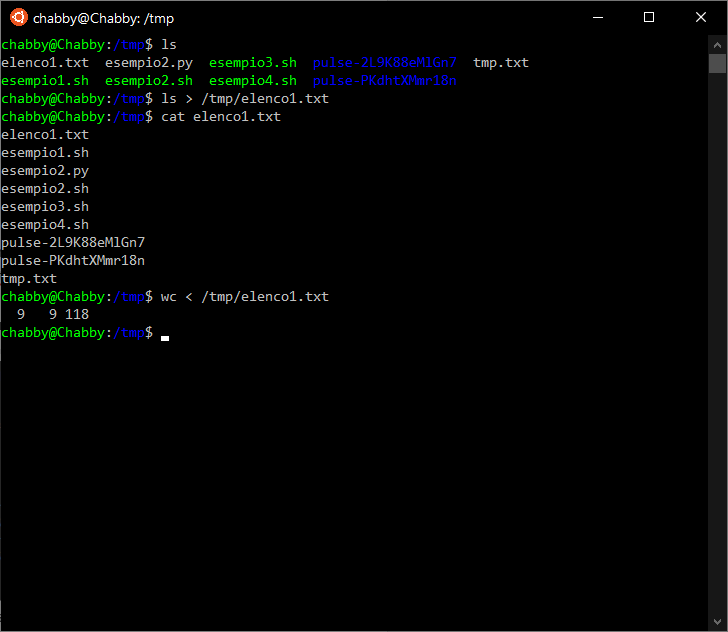 chabby@Chabby: /tmp
chabby@Chabby:/tmp$ ls
elenco1.txt  esempio2.py  esempio3.sh  pulse-2L9K88eMlGn7  tmp.txt
esempio1.sh  esempio2.sh  esempio4.sh  pulse-PKdhtXMmr18n
chabby@Chabby:/tmp$ ls > /tmp/elenco1.txt
chabby@Chabby:/tmp$ cat elenco1.txt
elenco1.txt
esempio1.sh
esempio2.py
esempio2.sh
esempio3.sh
esempio4.sh
pulse-2L9K88eMlGn7
pulse-PKdhtXMmr18n
tmp.txt
chabby@Chabby:/tmp$ wc < /tmp/elenco1.txt
  9   9 118
chabby@Chabby:/tmp$